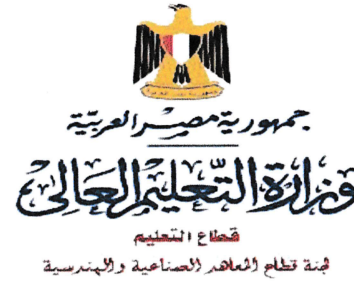 جمهورية مصر العربية
وزارة التعليم العالى
قطاع التعليم
لجنة قطاع المعاهد الصناعية والهندسية